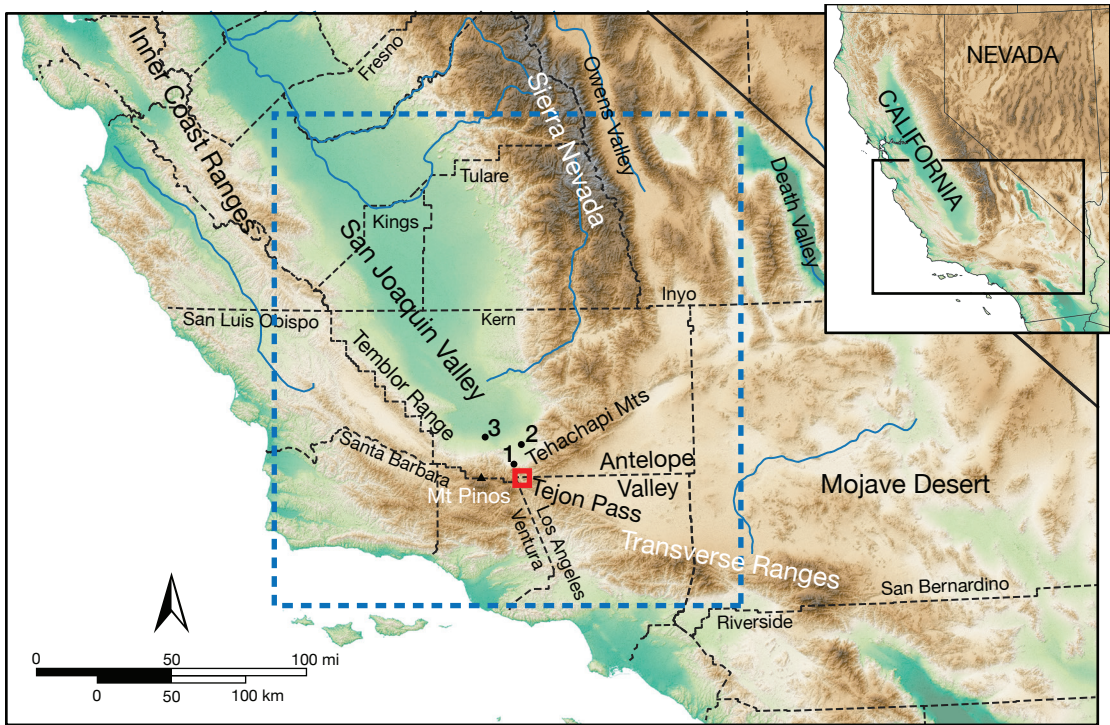 Inner Coast Ranges
Fresno
Sierra Nevada
Owens Valley
NEVADA
CALIFORNIA
Tulare
Kings
Death Valley
San Joaquin Valley
Inyo
San Luis Obispo
Kern
Temblor Range
3
2
1
Tehachapi Mts
Santa Barbara
Antelope
Valley
Mt Pinos
Tejon Pass
Mojave Desert
Ventura
Los Angeles
Transverse Ranges
San Bernardino
Riverside
0 50 100 mi
0 50 100 km